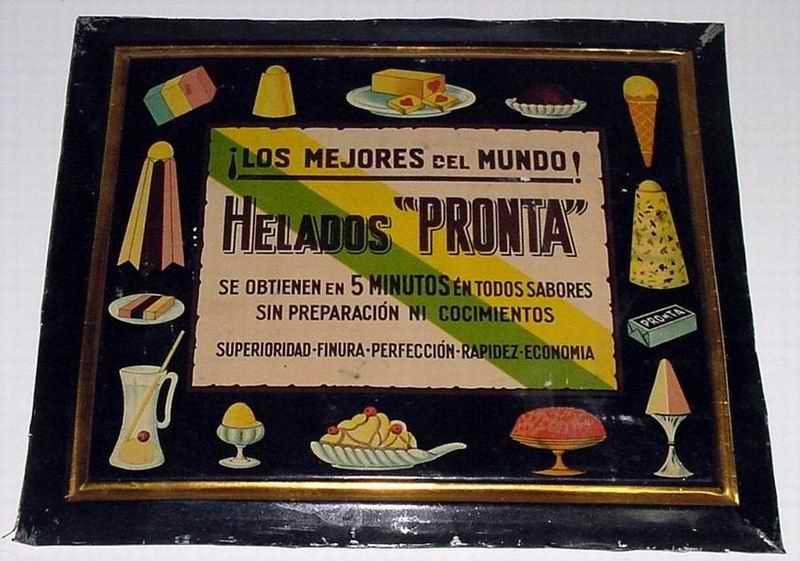 ¡LOS MEJORES DEL MUNDO!
HELADOS "PRONTA"
SE OBTIENEN EN 5 MINUTOS EN TODOS SABORES
SIN PREPARACIÓN NI COCIMIENTOS
SUPERIORIDAD-FINURA-PERFECCIÓN-RAPIDEZ-ECONOMIA
PRONTA